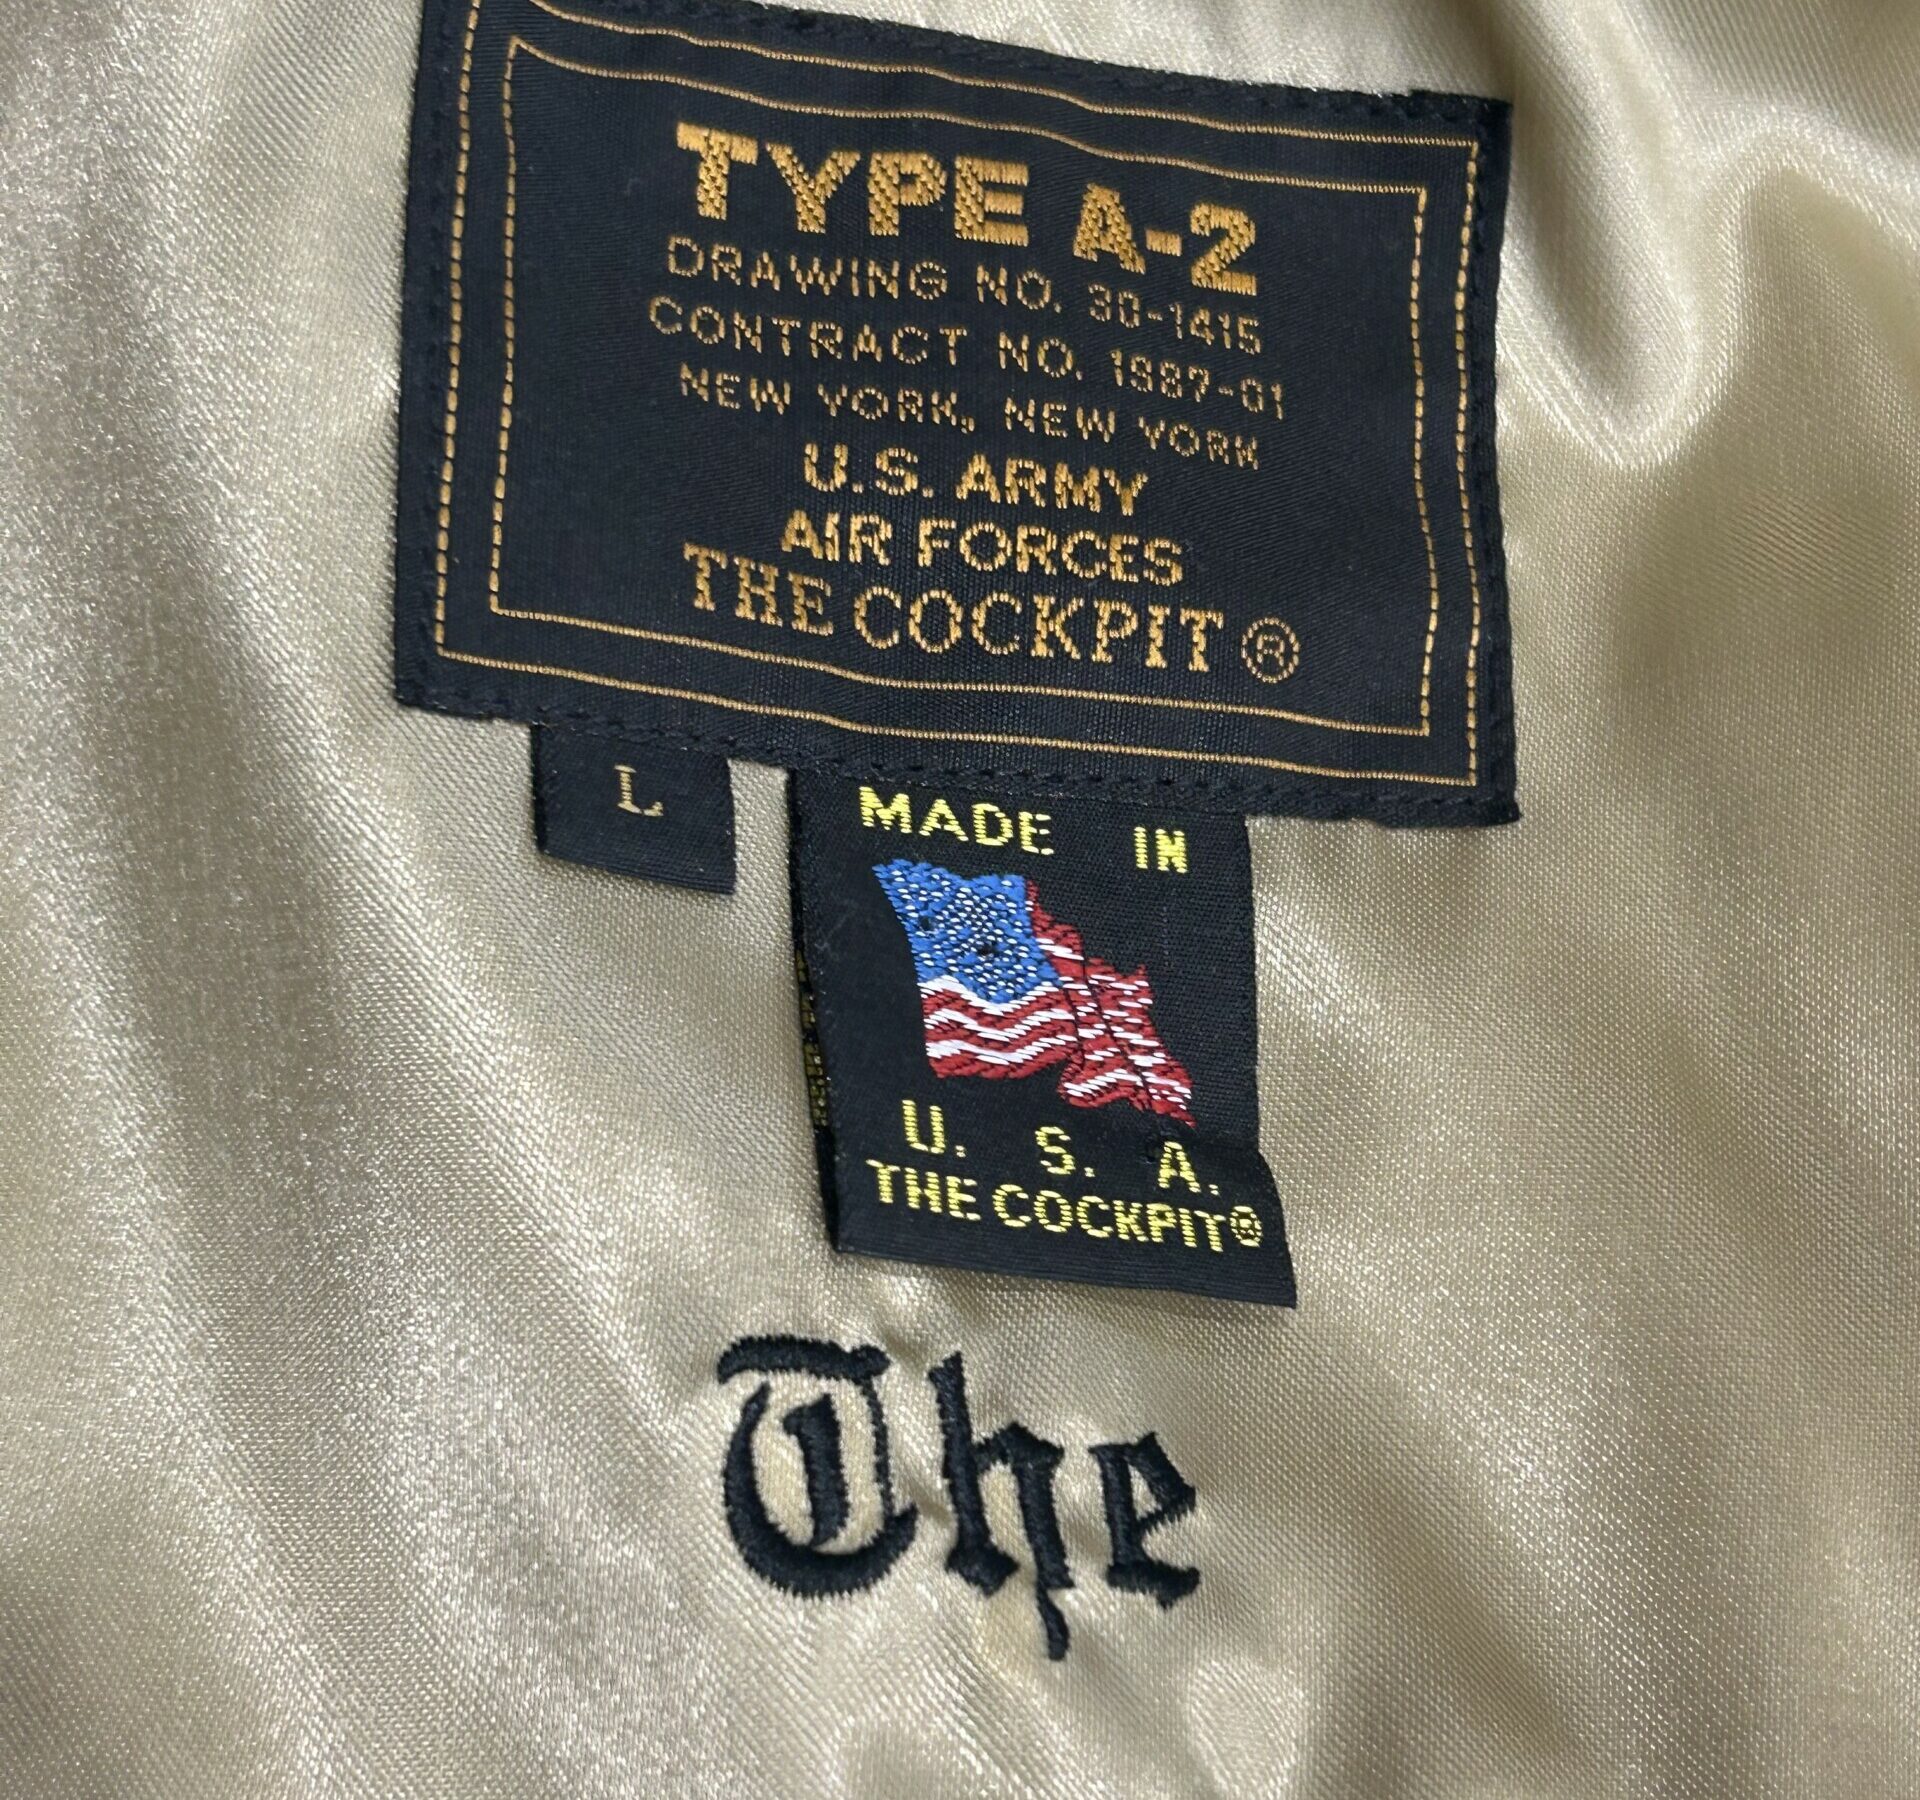 TYPE A-2
DRAWING NO. 30-1415
CONTRACT NO. 1987-01
NEW YORK, NEW YORK
U.S. ARMY
AIR FORCES
THE COCKPIT ®
L
MADE IN
U. S. A.
THE COCKPIT®
The